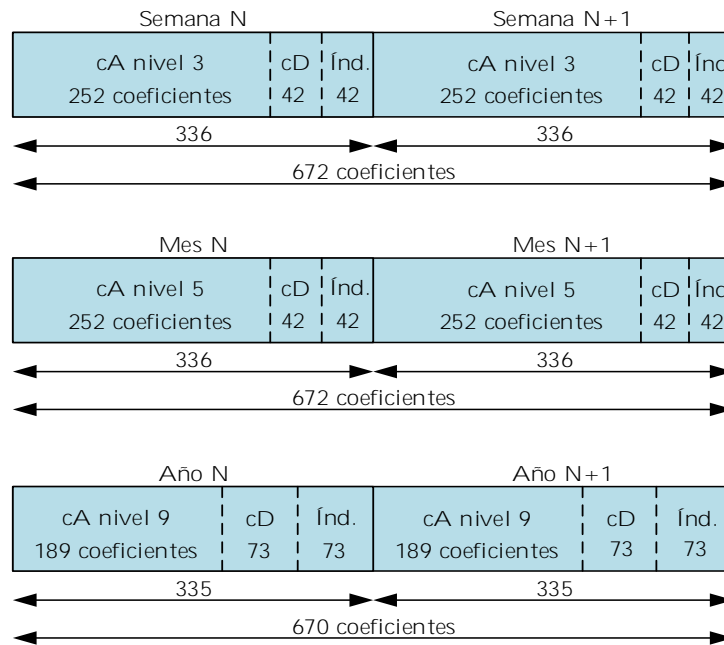 Semana N Semana N+1
cA nivel 3 cD Índ. cA nivel 3 cD Índ
252 coeficientes 42 42 252 coeficientes 42 42
336 336
672 coeficientes
Mes N Mes N+1
cA nivel 5 cD Índ. cA nivel 5 cD Índ.
252 coeficientes 42 42 252 coeficientes 42 42
336 336
672 coeficientes
Año N Año N+1
cA nivel 9 cD Índ. cA nivel 9 cD Índ.
189 coeficientes 73 73 189 coeficientes 73 73
335 335
670 coeficientes